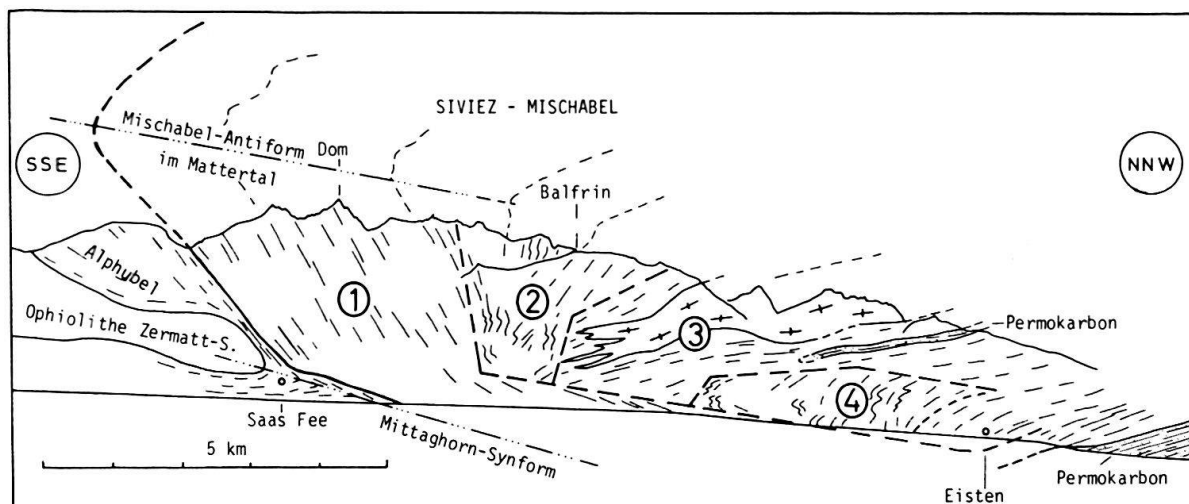 SIVIEZ - MISCHABEL
Mischabel-Antiform
im Mattertal
Dom
SSE
NNW
Balfrin
Alphybel
1
2
3
Permokarbon
Ophiolithe Zermatt-S.
4
Saas Fee
Mittaghorn-Synform
5 km
Eisten
Permokarbon